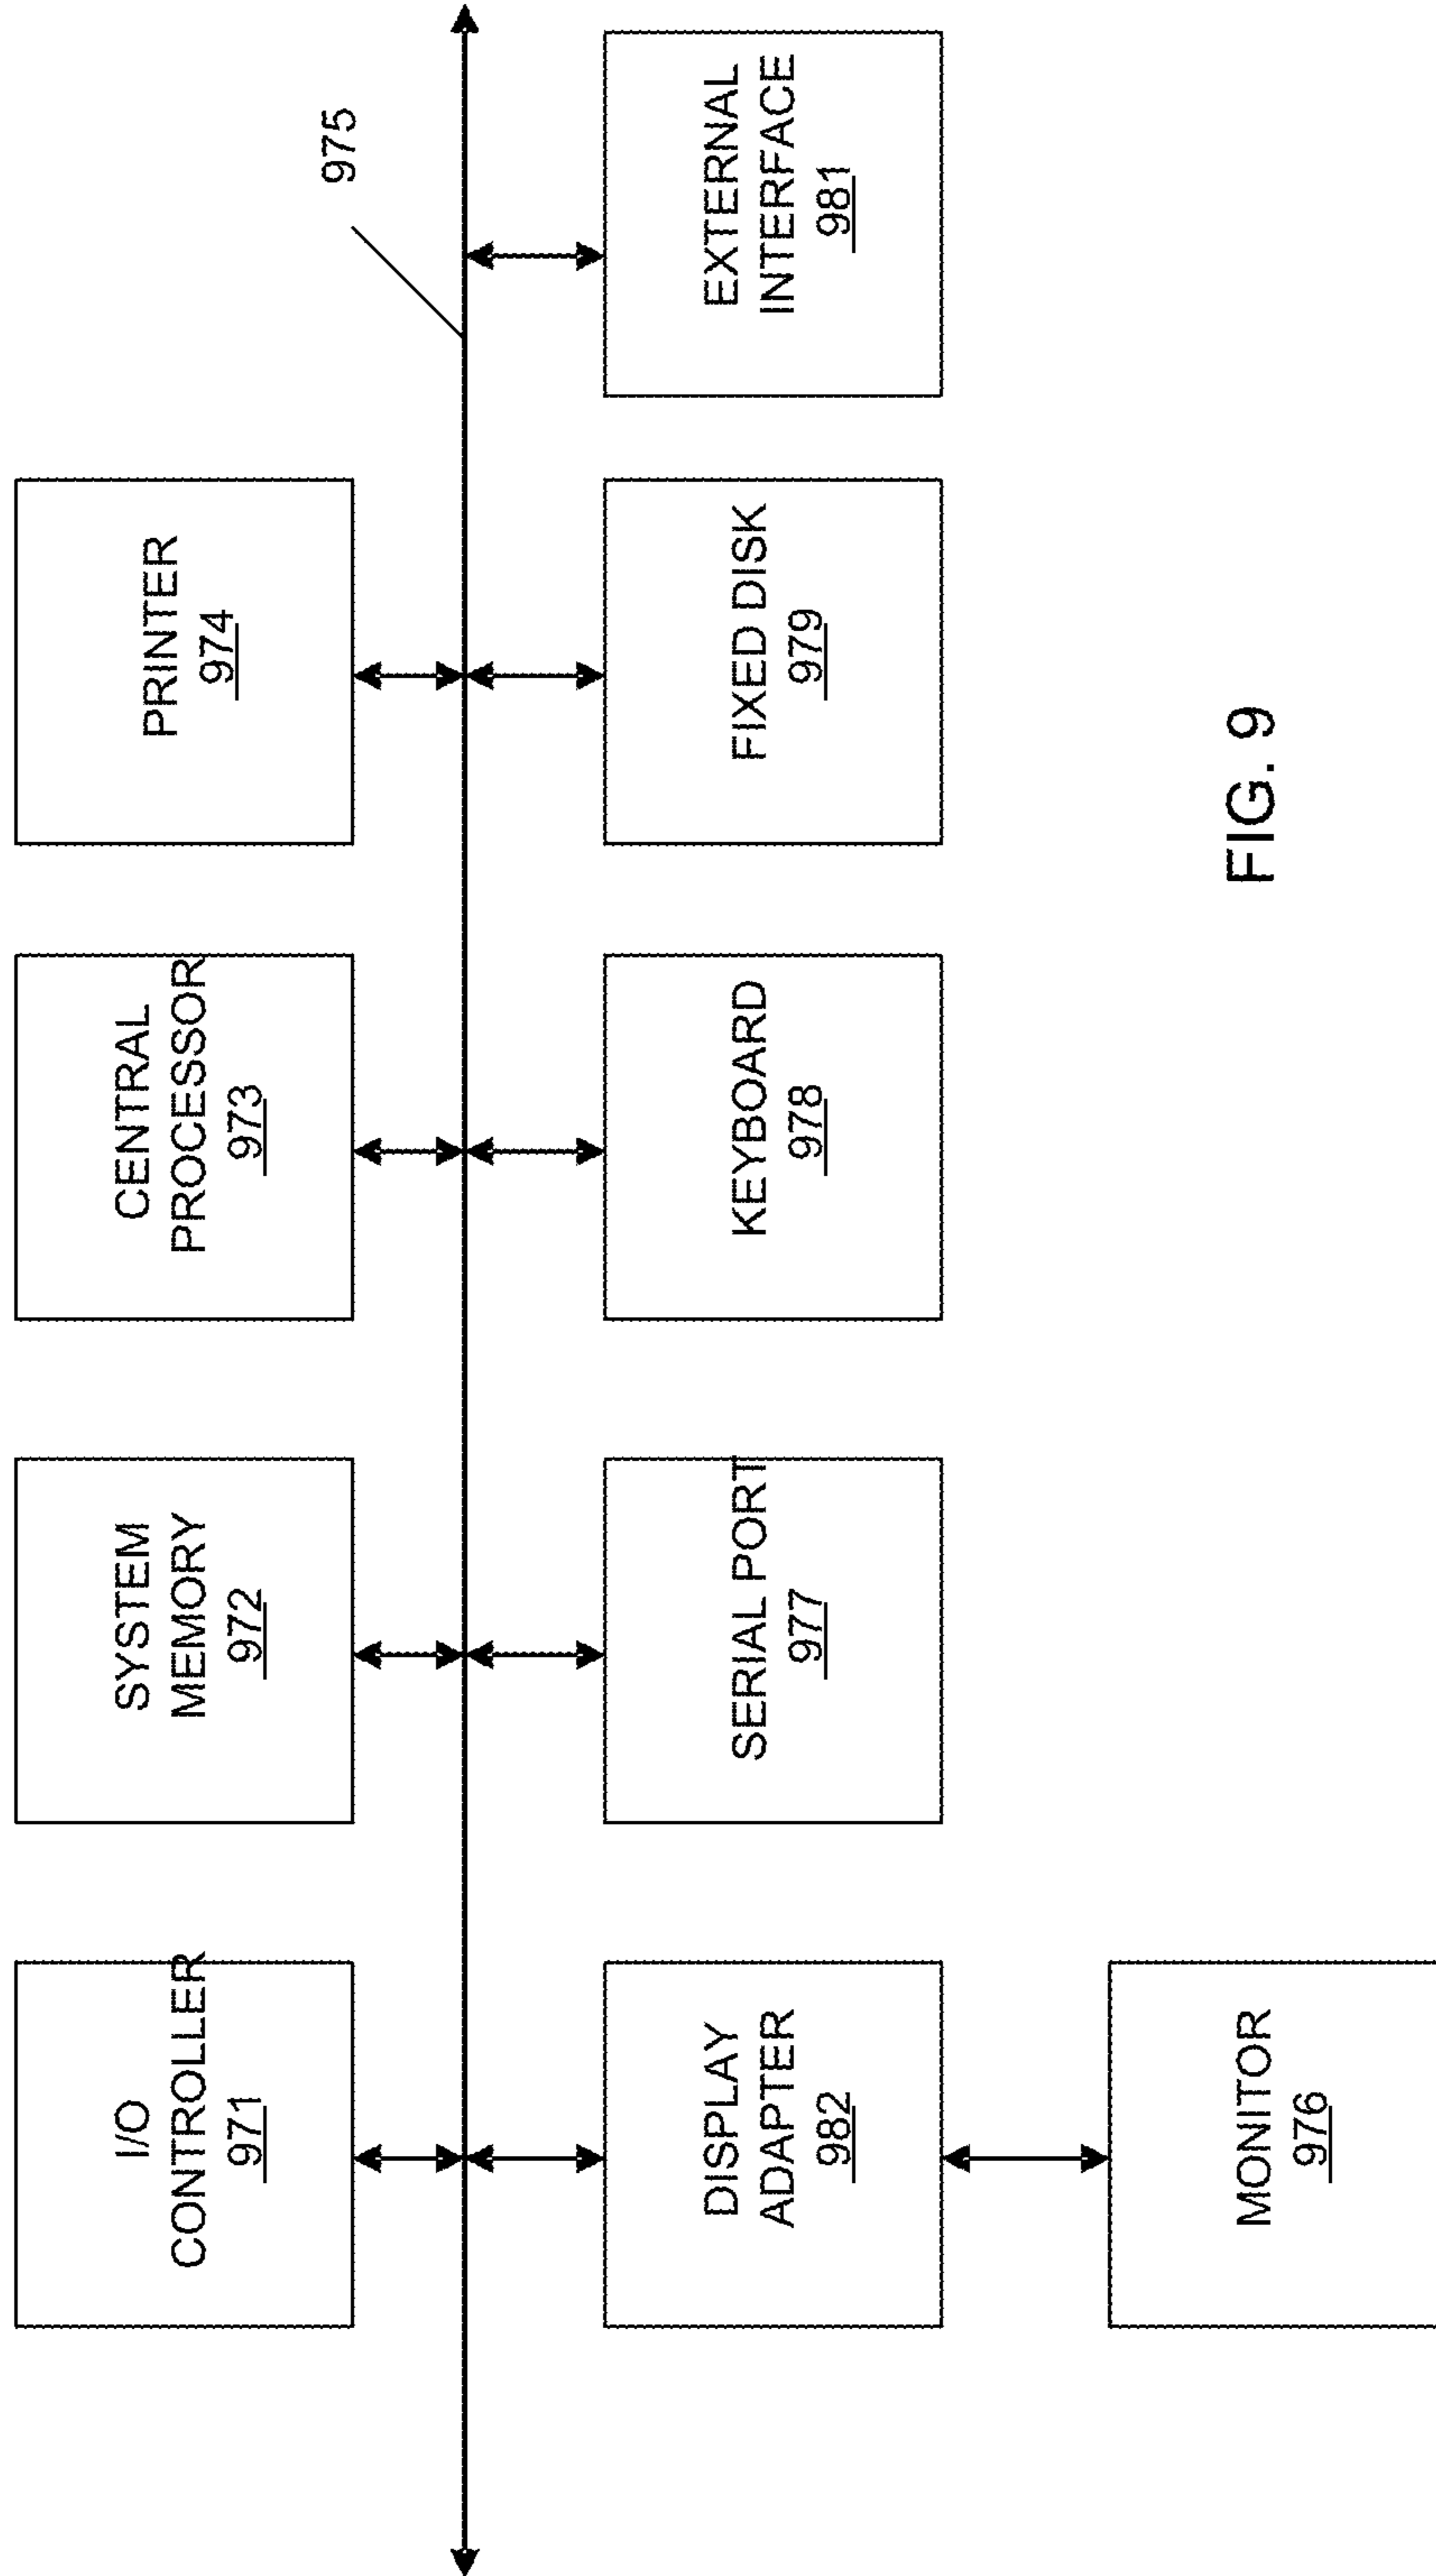 I/O
CONTROLLER
971
SYSTEM
MEMORY
972
CENTRAL
PROCESSOR
973
PRINTER
974
975
DISPLAY
ADAPTER
982
SERIAL PORT
977
KEYBOARD
978
FIXED DISK
979
EXTERNAL
INTERFACE
981
MONITOR
976
FIG. 9